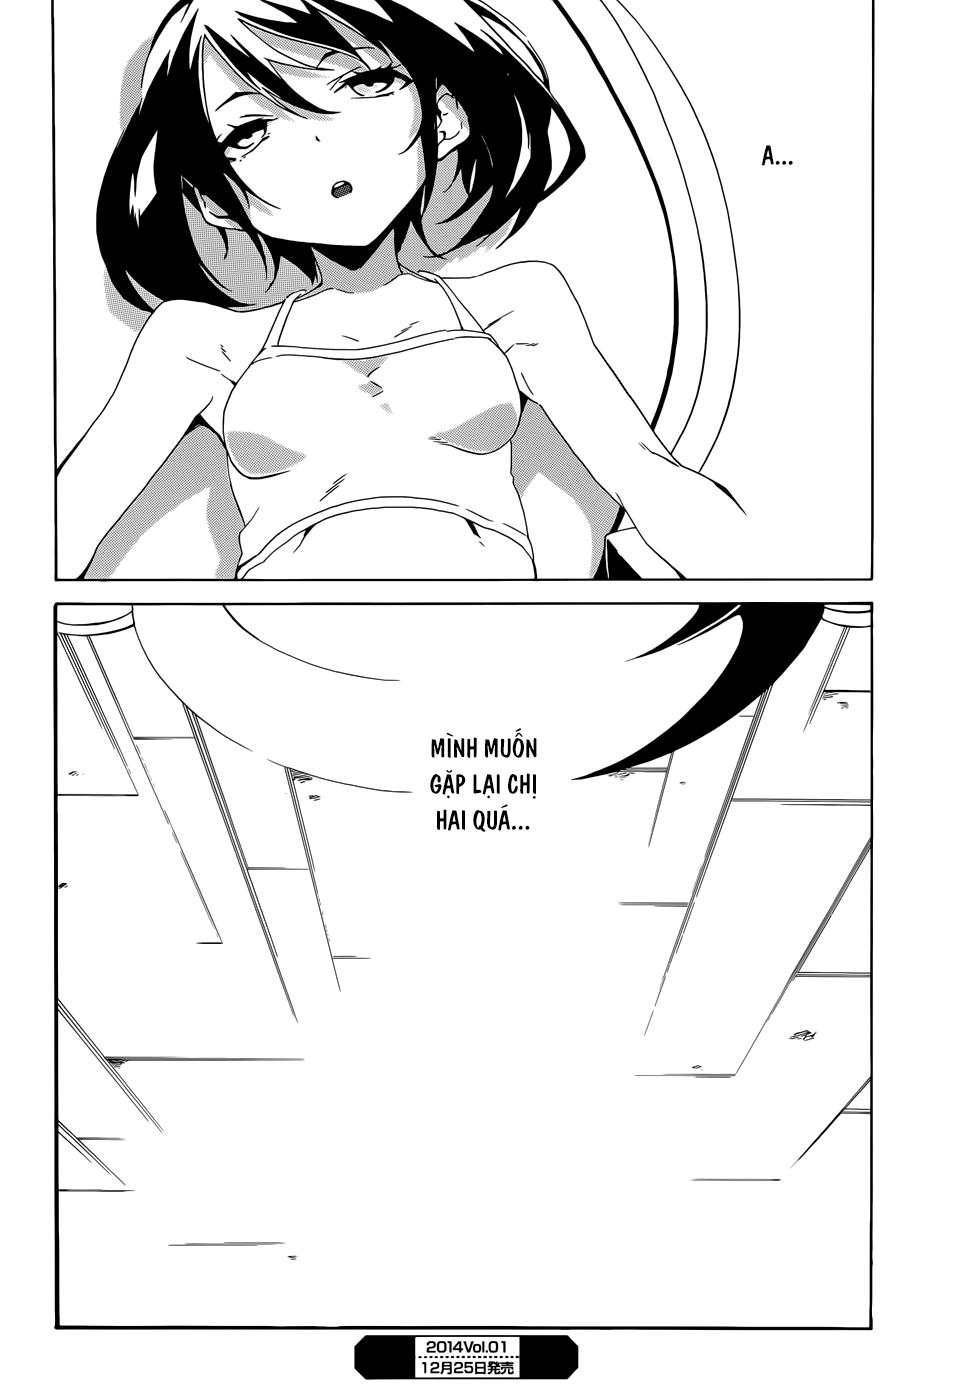 A...
MÌNH MUỐN
GẶP LẠI CHỊ
HAI QUÁ...
2014Vol.01
12月25日発売